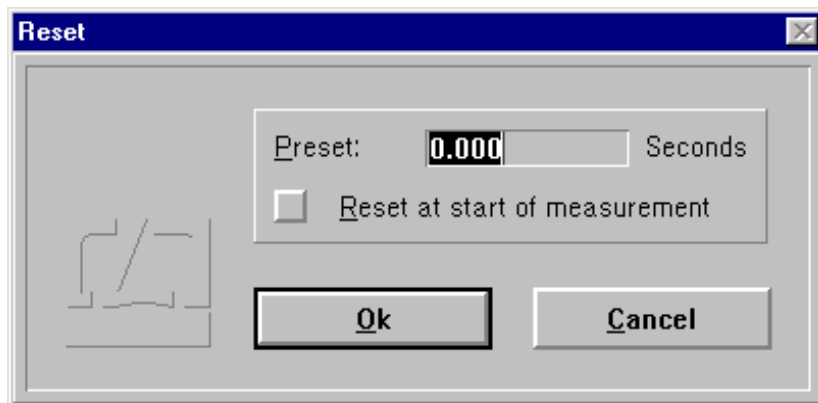 Reset
Preset: 0.000 Seconds
Reset at start of measurement
Ok Cancel